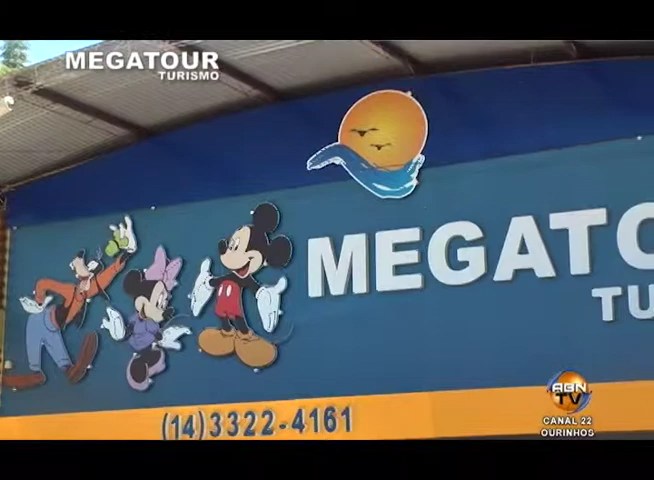 MEGATOUR
TURISMO
MEGATO
TU
(14) 3322-4161
ABN
TV
CANAL 22
OURINHOS